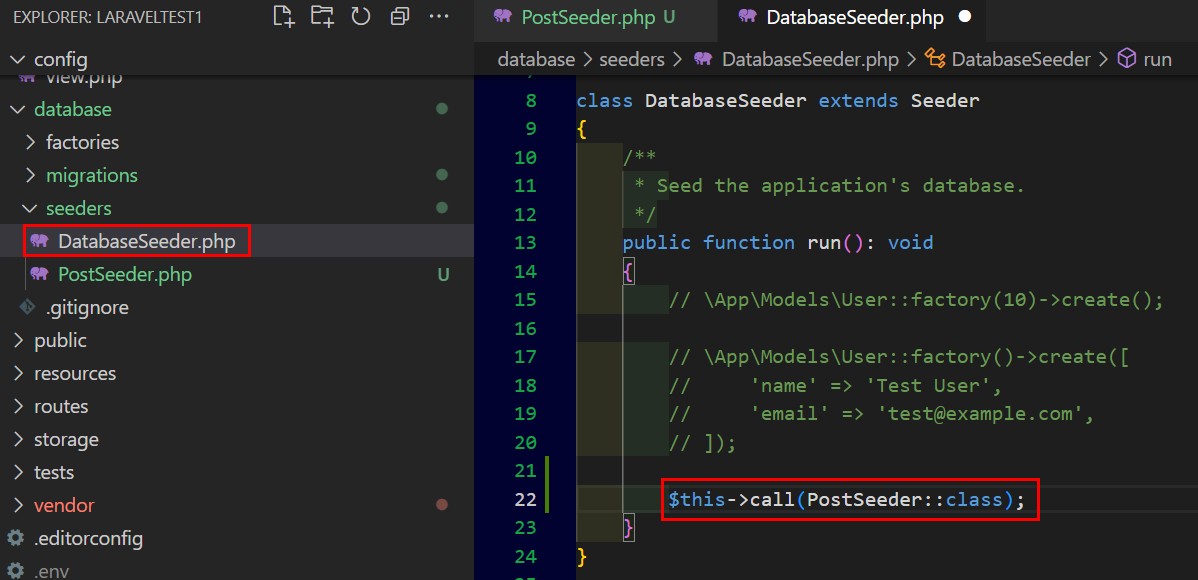 EXPLORER: LARAVELTEST1
config
view.php
database
factories
migrations
seeders
DatabaseSeeder.php
PostSeeder.php U
.gitignore
public
resources
routes
storage
tests
vendor
.editorconfig
.env
PostSeeder.php U
DatabaseSeeder.php
database > seeders > DatabaseSeeder.php > DatabaseSeeder > run
8 class DatabaseSeeder extends Seeder
9 {
10 /**
11 * Seed the application's database.
12 */
13 public function run(): void
14 {
15 // \App\Models\User::factory(10)->create();
16
17 // \App\Models\User::factory()->create([
18 //     'name' => 'Test User',
19 //     'email' => 'test@example.com',
20 // ]);
21
22 $this->call(PostSeeder::class);
23 }
24 }